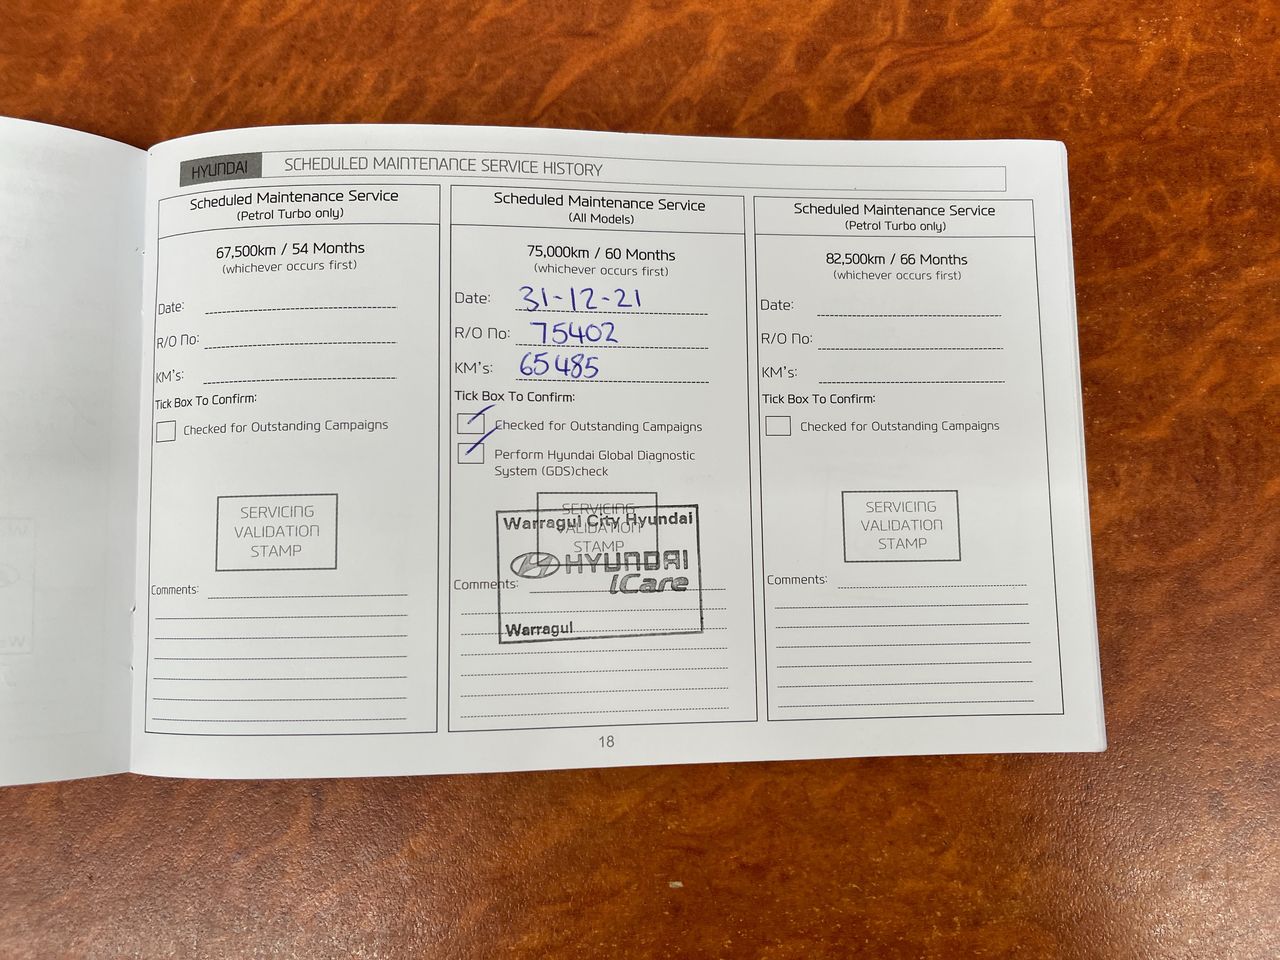 HYUNDAI SCHEDULED MAINTENANCE SERVICE HISTORY
Scheduled Maintenance Service
(Petrol Turbo only)
67,500km / 54 Months
(whichever occurs first)
Date:
R/O No:
KM's:
Tick Box To Confirm:
Checked for Outstanding Campaigns
SERVICING
VALIDATION
STAMP
Comments:
Scheduled Maintenance Service
(All Models)
75,000km / 60 Months
(whichever occurs first)
Date: 31-12-21
R/O No: 75402
KM's: 65485
Tick Box To Confirm:
Checked for Outstanding Campaigns
Perform Hyundai Global Diagnostic
System (GDS)check
SERVICING
VALIDATION
STAMP
Warragul City Hyundai
HYUNDAI
iCare
Warragul
Comments:
Scheduled Maintenance Service
(Petrol Turbo only)
82,500km / 66 Months
(whichever occurs first)
Date:
R/O No:
KM's:
Tick Box To Confirm:
Checked for Outstanding Campaigns
SERVICING
VALIDATION
STAMP
Comments:
18